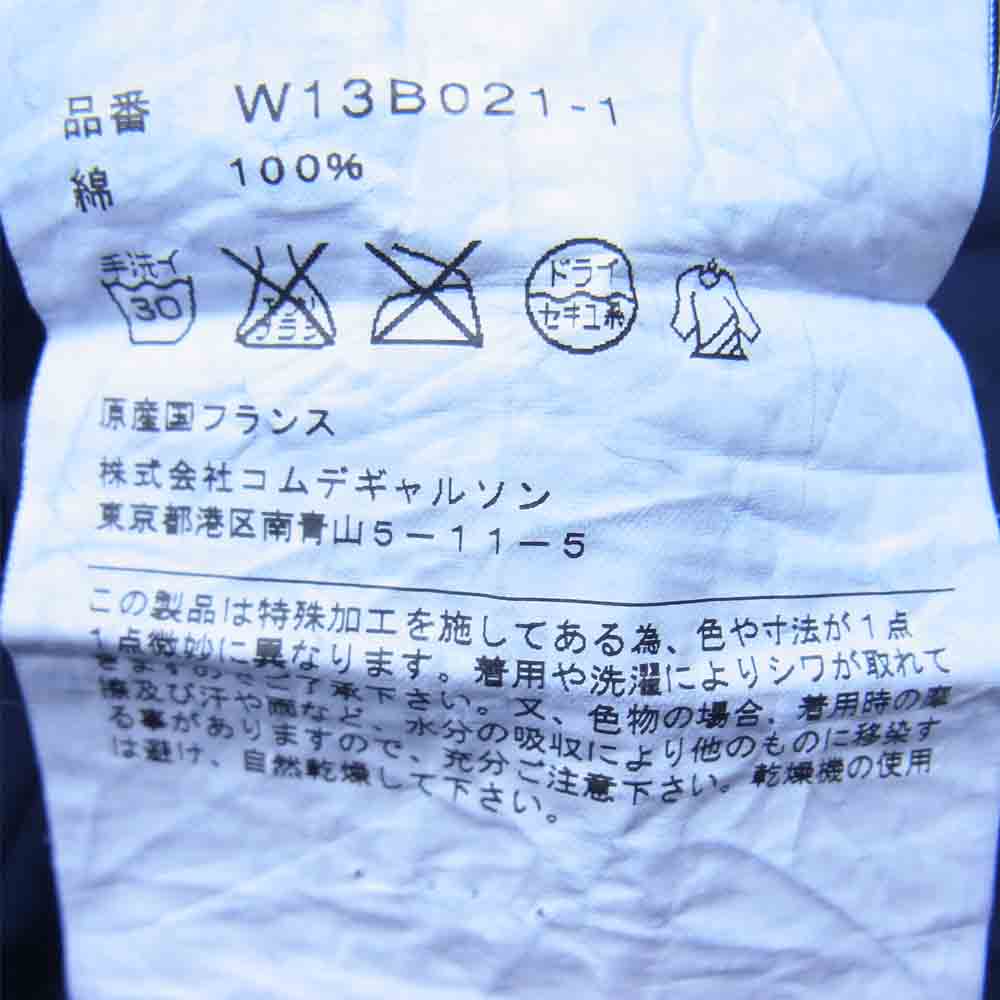 品番 W13B021-1
綿 100%
手洗イ
30
エンソ
ドライ
セキユ系
原産国フランス
株式会社コムデギャルソン
東京都港区南青山5-11-5
この製品は特殊加工を施してある為、色や寸法が1点
1点微妙に異なります。着用や洗濯によりシワが取れて
きますのでご了承下さい。又、色物の場合、着用時の摩
擦及び汗や雨など、水分の吸収により他のものに移染す
る事がありますので、充分ご注意下さい。乾燥機の使用
は避け、自然乾燥して下さい。